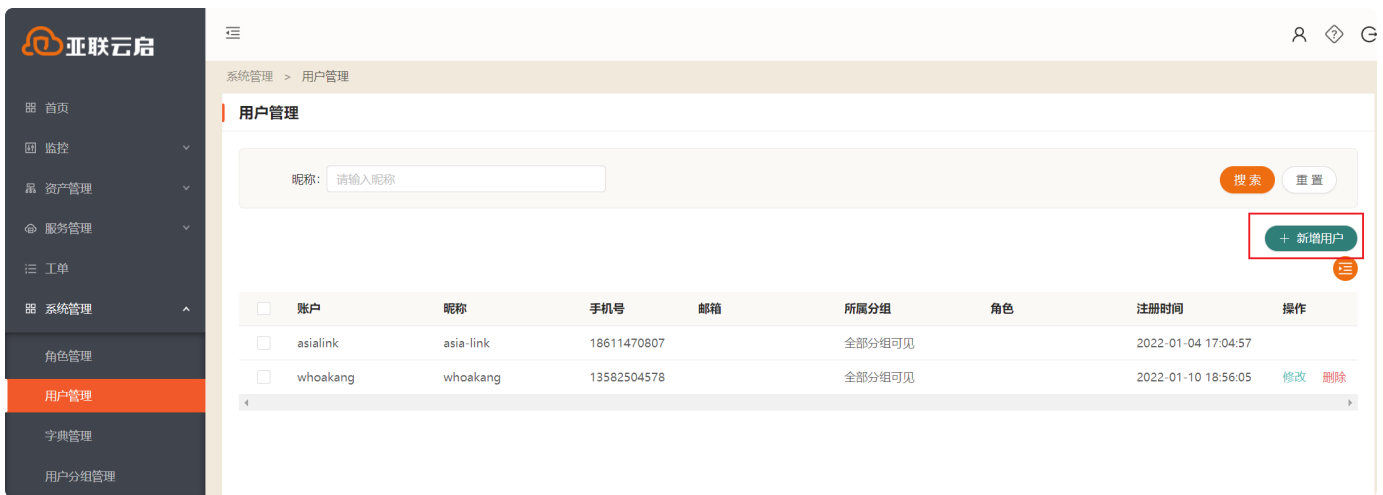 亚联云启
首页
监控
资产管理
服务管理
工单
系统管理
角色管理
用户管理
字典管理
用户分组管理
系统管理 > 用户管理
用户管理
昵称： 请输入昵称 搜 索 重 置
+ 新增用户
账户 昵称 手机号 邮箱 所属分组 角色 注册时间 操作
asialink asia-link 18611470807 全部分组可见 2022-01-04 17:04:57
whoakang whoakang 13582504578 全部分组可见 2022-01-10 18:56:05 修改 删除